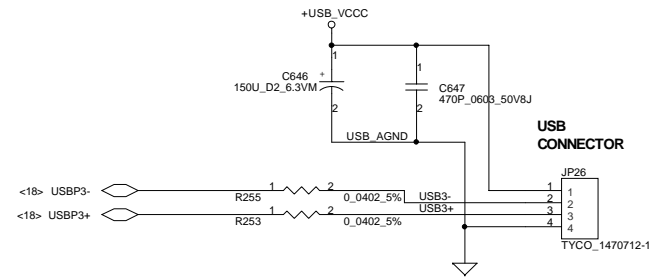 +USB_VCCC
1
1
C646
+
150U_D2_6.3VM
C647
470P_0603_50V8J
2
2
USB_AGND
USB
CONNECTOR
JP26
<18> USBP3-
1
2
R255
0_0402_5%
USB3-
<18> USBP3+
1
2
R253
0_0402_5%
USB3+
1
2
3
4
1
2
3
4
TYCO_1470712-1